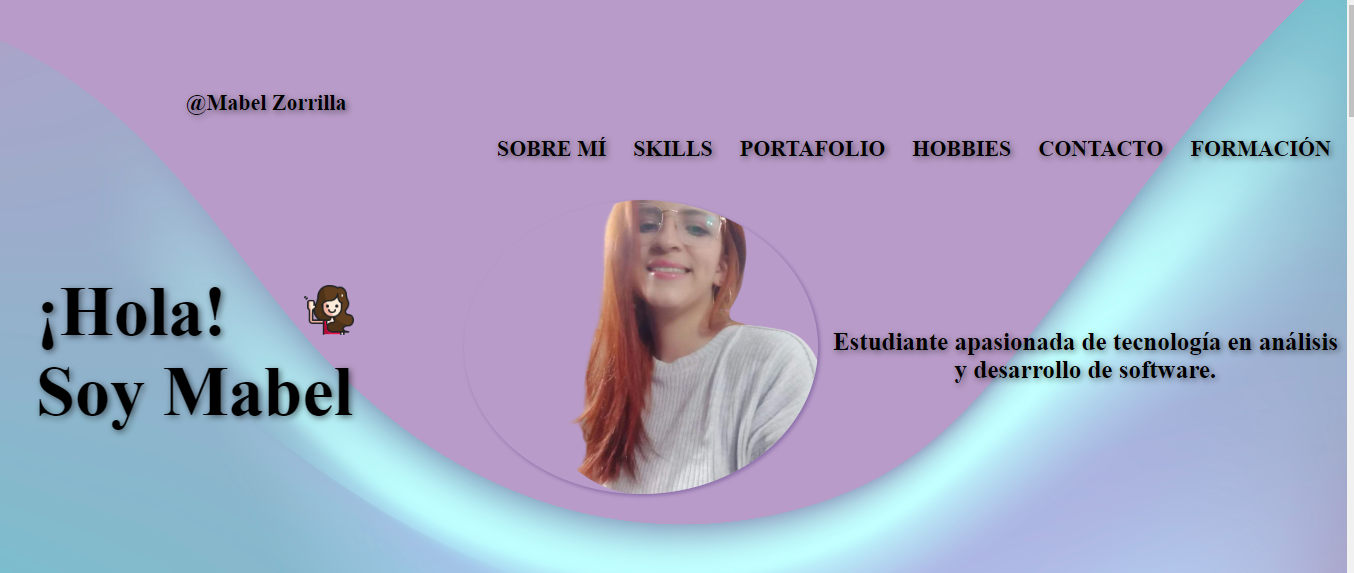 @Mabel Zorrilla
SOBRE MÍ SKILLS PORTAFOLIO HOBBIES CONTACTO FORMACIÓN
¡Hola!
Soy Mabel
Estudiante apasionada de tecnología en análisis
y desarrollo de software.